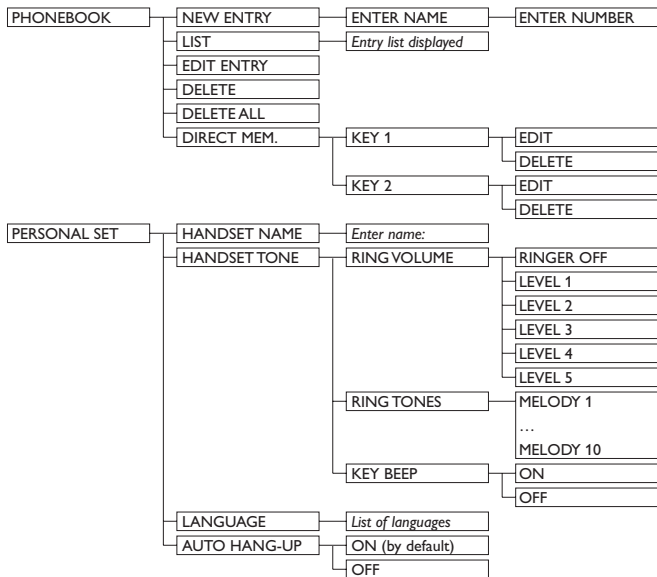 PHONEBOOK NEW ENTRY ENTER NAME ENTER NUMBER
LIST Entry list displayed
EDIT ENTRY
DELETE
DELETE ALL
DIRECT MEM. KEY 1 EDIT
DELETE
KEY 2 EDIT
DELETE
PERSONAL SET HANDSET NAME Enter name:
HANDSET TONE RING VOLUME RINGER OFF
LEVEL 1
LEVEL 2
LEVEL 3
LEVEL 4
LEVEL 5
RING TONES MELODY 1
…
MELODY 10
KEY BEEP ON
OFF
LANGUAGE List of languages
AUTO HANG-UP ON (by default)
OFF